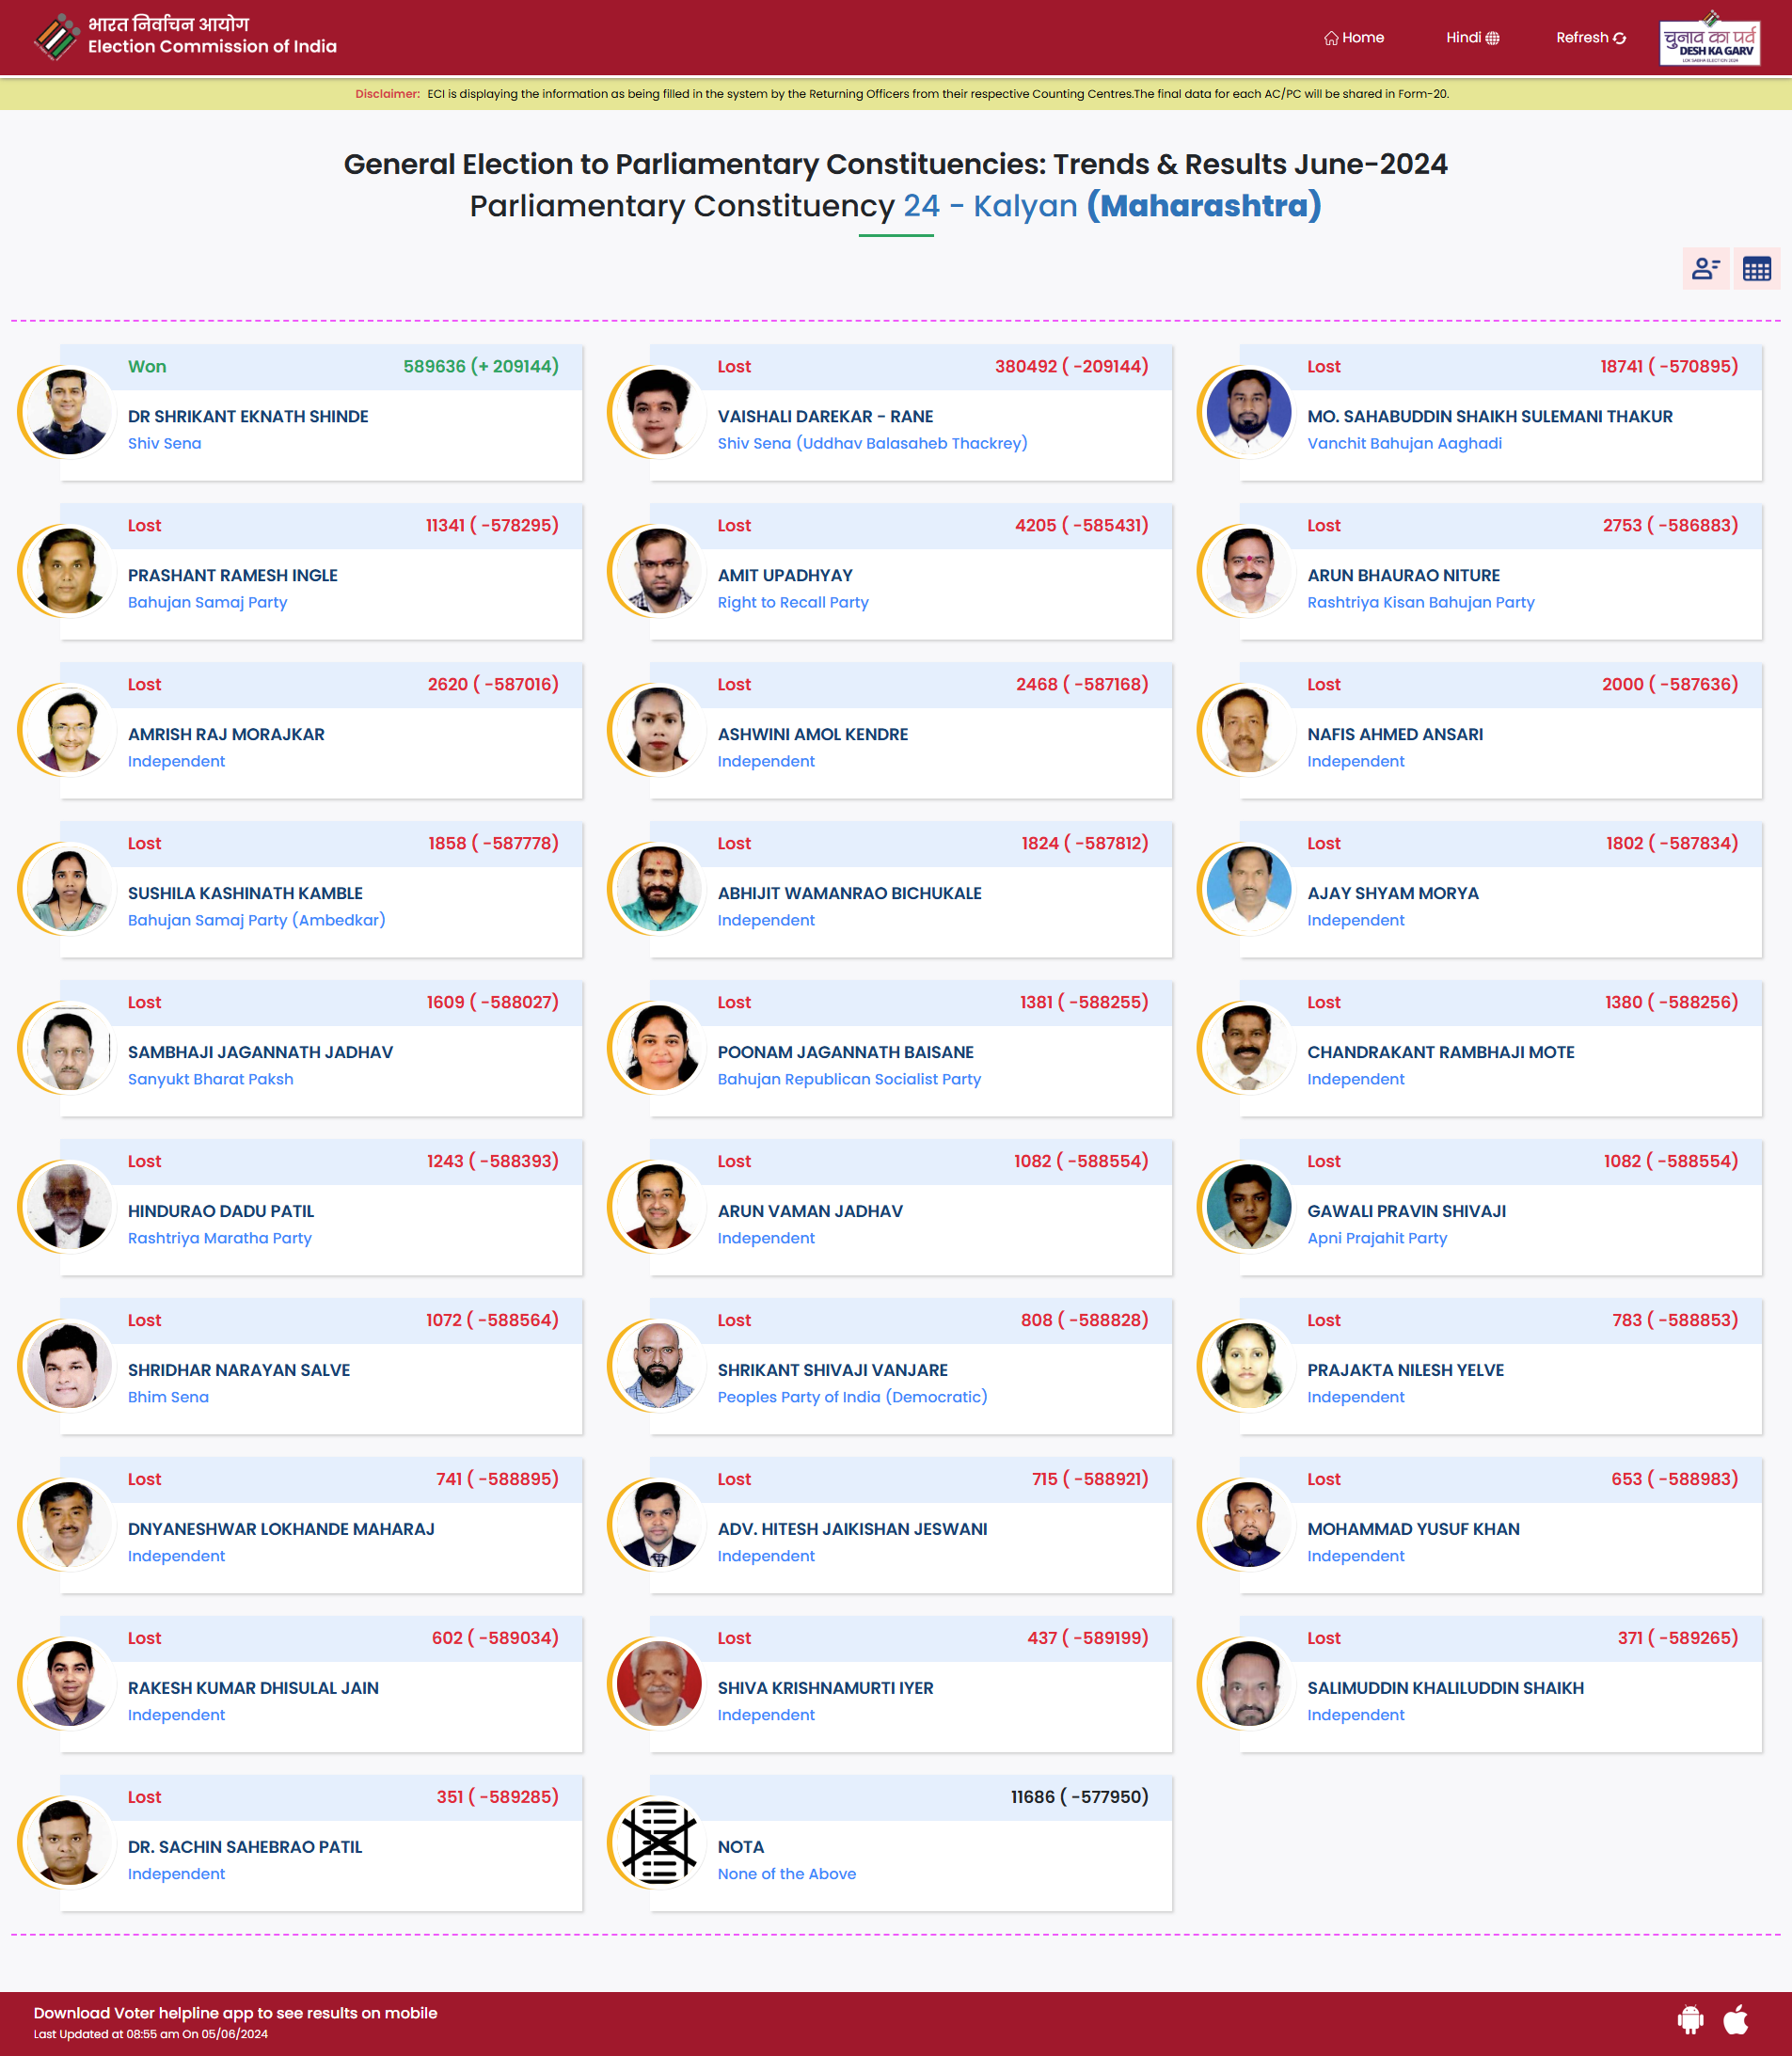 भारत निर्वाचन आयोग
Election Commission of India
Home
Hindi
Refresh
चुनाव का पर्व
DESH KA GARV
LOK SABHA ELECTION 2024
Disclaimer: ECI is displaying the information as being filled in the system by the Returning Officers from their respective Counting Centres.The final data for each AC/PC will be shared in Form-20.
General Election to Parliamentary Constituencies: Trends & Results June-2024
Parliamentary Constituency 24 - Kalyan (Maharashtra)
Won 589636 (+ 209144)
DR SHRIKANT EKNATH SHINDE
Shiv Sena
Lost 380492 ( -209144)
VAISHALI DAREKAR - RANE
Shiv Sena (Uddhav Balasaheb Thackrey)
Lost 18741 ( -570895)
MO. SAHABUDDIN SHAIKH SULEMANI THAKUR
Vanchit Bahujan Aaghadi
Lost 11341 ( -578295)
PRASHANT RAMESH INGLE
Bahujan Samaj Party
Lost 4205 ( -585431)
AMIT UPADHYAY
Right to Recall Party
Lost 2753 ( -586883)
ARUN BHAURAO NITURE
Rashtriya Kisan Bahujan Party
Lost 2620 ( -587016)
AMRISH RAJ MORAJKAR
Independent
Lost 2468 ( -587168)
ASHWINI AMOL KENDRE
Independent
Lost 2000 ( -587636)
NAFIS AHMED ANSARI
Independent
Lost 1858 ( -587778)
SUSHILA KASHINATH KAMBLE
Bahujan Samaj Party (Ambedkar)
Lost 1824 ( -587812)
ABHIJIT WAMANRAO BICHUKALE
Independent
Lost 1802 ( -587834)
AJAY SHYAM MORYA
Independent
Lost 1609 ( -588027)
SAMBHAJI JAGANNATH JADHAV
Sanyukt Bharat Paksh
Lost 1381 ( -588255)
POONAM JAGANNATH BAISANE
Bahujan Republican Socialist Party
Lost 1380 ( -588256)
CHANDRAKANT RAMBHAJI MOTE
Independent
Lost 1243 ( -588393)
HINDURAO DADU PATIL
Rashtriya Maratha Party
Lost 1082 ( -588554)
ARUN VAMAN JADHAV
Independent
Lost 1082 ( -588554)
GAWALI PRAVIN SHIVAJI
Apni Prajahit Party
Lost 1072 ( -588564)
SHRIDHAR NARAYAN SALVE
Bhim Sena
Lost 808 ( -588828)
SHRIKANT SHIVAJI VANJARE
Peoples Party of India (Democratic)
Lost 783 ( -588853)
PRAJAKTA NILESH YELVE
Independent
Lost 741 ( -588895)
DNYANESHWAR LOKHANDE MAHARAJ
Independent
Lost 715 ( -588921)
ADV. HITESH JAIKISHAN JESWANI
Independent
Lost 653 ( -588983)
MOHAMMAD YUSUF KHAN
Independent
Lost 602 ( -589034)
RAKESH KUMAR DHISULAL JAIN
Independent
Lost 437 ( -589199)
SHIVA KRISHNAMURTI IYER
Independent
Lost 371 ( -589265)
SALIMUDDIN KHALILUDDIN SHAIKH
Independent
Lost 351 ( -589285)
DR. SACHIN SAHEBRAO PATIL
Independent
11686 ( -577950)
NOTA
None of the Above
Download Voter helpline app to see results on mobile
Last Updated at 08:55 am On 05/06/2024